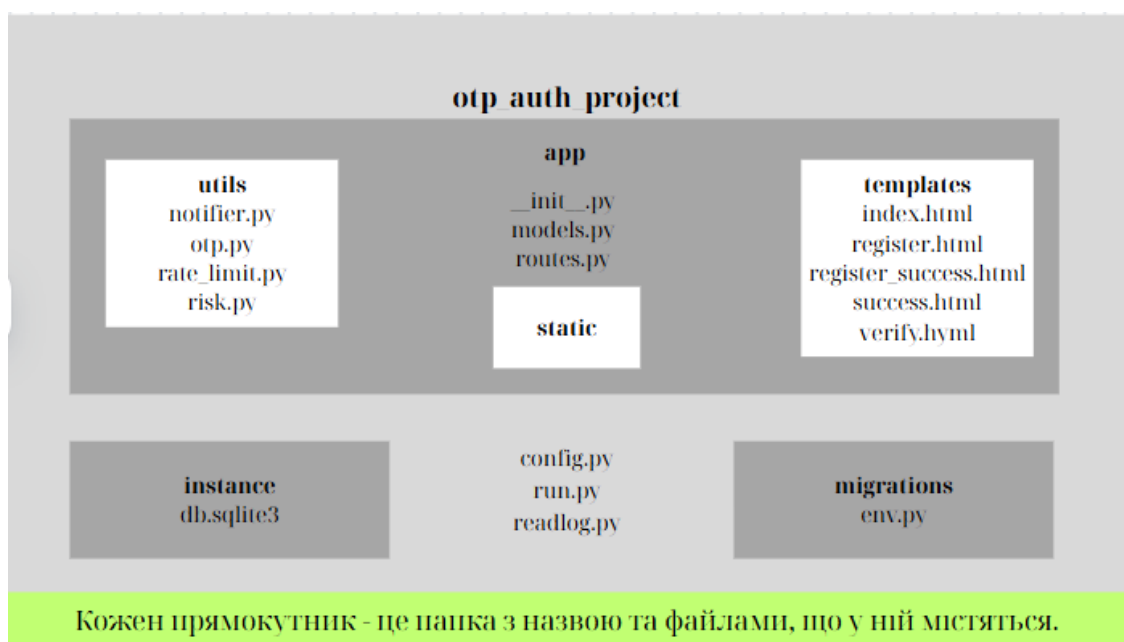 otp_auth_project
app
utils
notifier.py
otp.py
rate_limit.py
risk.py
__init__.py
models.py
routes.py
static
templates
index.html
register.html
register_success.html
success.html
verify.hyml
instance
db.sqlite3
config.py
run.py
readlog.py
migrations
env.py
Кожен прямокутник - це папка з назвою та файлами, що у ній містяться.